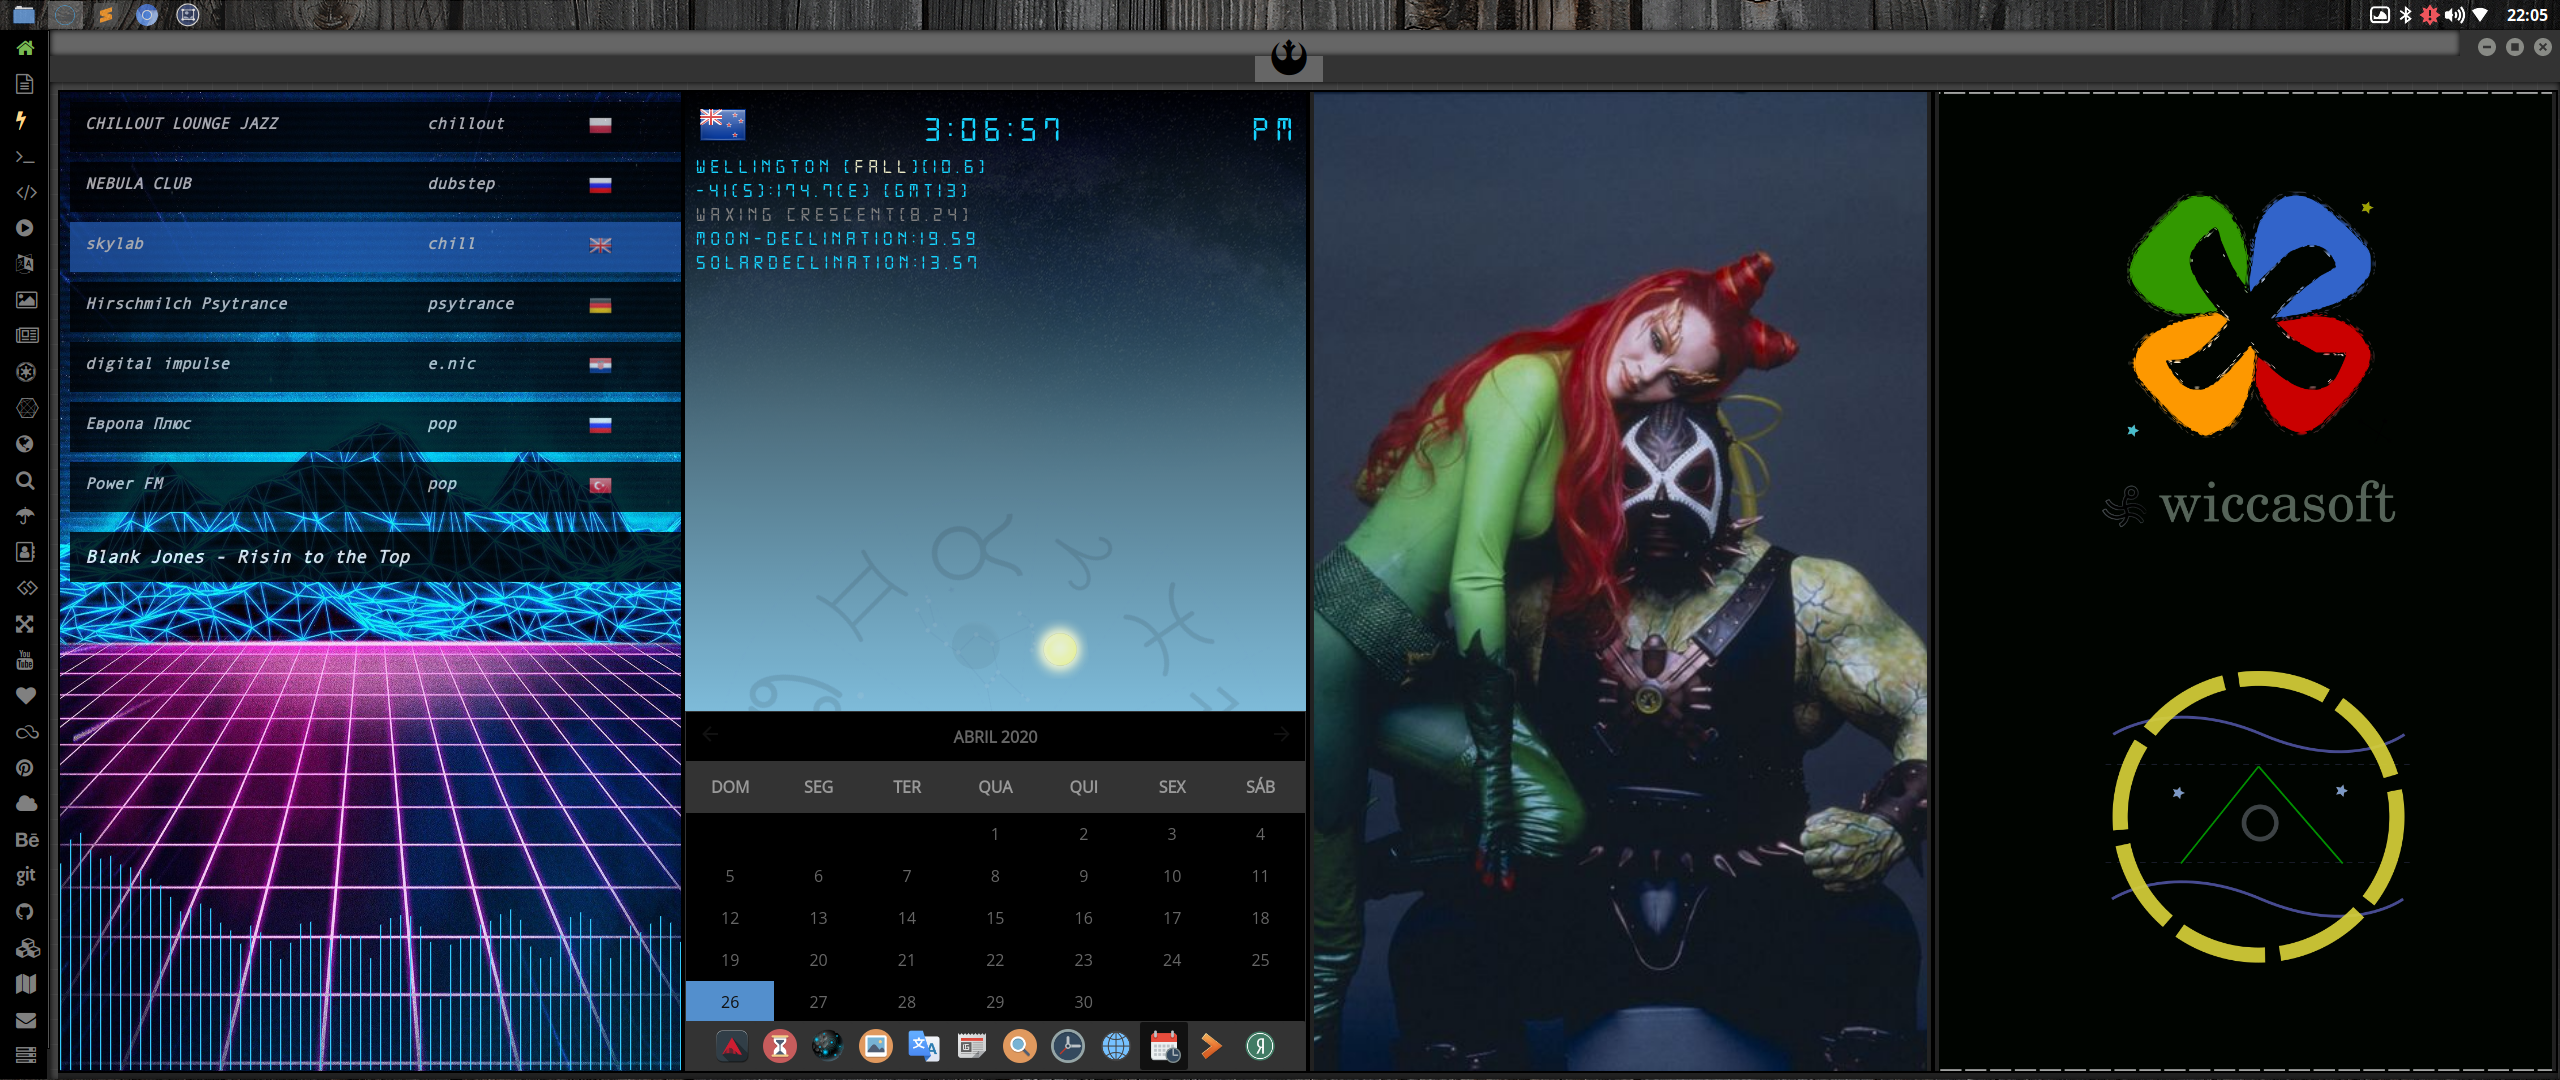 22:05
CHILLOUT LOUNGE JAZZ chillout
NEBULA CLUB dubstep
skylab chill
Hirschmilch Psytrance psytrance
digital impulse e.nic
Европа Плюс pop
Power FM pop
Blank Jones - Risin to the Top
3:06:57 PM
WELLINGTON [FALL][10.6]
-41(S):174.7(E) [GMT13]
WAXING CRESCENT[8.24]
MOON-DECLINATION:19.59
SOLARDECLINATION:13.57
ABRIL 2020
DOM SEG TER QUA QUI SEX SÁB
1 2 3 4
5 6 7 8 9 10 11
12 13 14 15 16 17 18
19 20 21 22 23 24 25
26 27 28 29 30
wiccasoft
You
Tube
Bē
git
文 A
G
Я